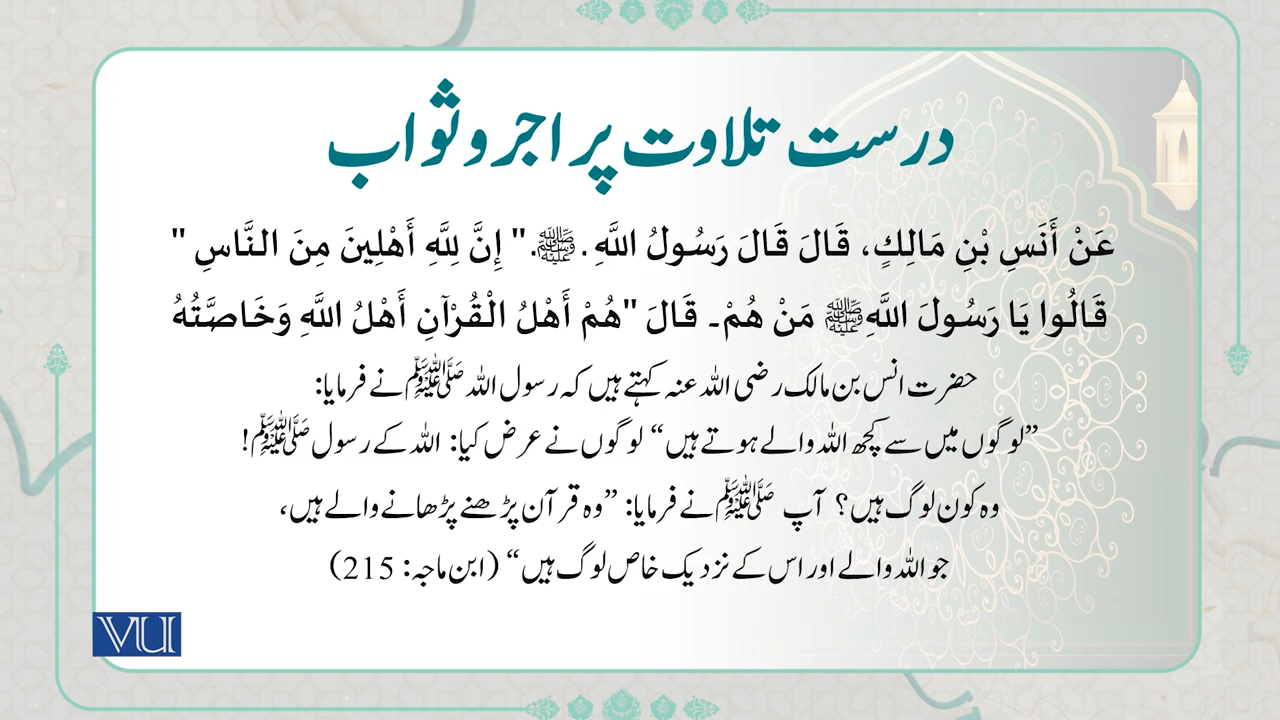 درست تلاوت پر اجر و ثواب
عَنْ أَنَسِ بْنِ مَالِكٍ، قَالَ قَالَ رَسُولُ اللَّهِ .ﷺ." إِنَّ لِلَّهِ أَهْلِينَ مِنَ النَّاسِ "
قَالُوا يَا رَسُولَ اللَّهِﷺ مَنْ هُمْ۔ قَالَ "هُمْ أَهْلُ الْقُرْآنِ أَهْلُ اللَّهِ وَخَاصَّتُهُ
حضرت انس بن مالک رضی اللہ عنہ کہتے ہیں کہ رسول اللہ ﷺ نے فرمایا:
”لوگوں میں سے کچھ اللہ والے ہوتے ہیں“ لوگوں نے عرض کیا: اللہ کے رسول ﷺ!
وہ کون لوگ ہیں؟ آپ ﷺ نے فرمایا: ”وہ قرآن پڑھنے پڑھانے والے ہیں،
جو اللہ والے اور اس کے نزدیک خاص لوگ ہیں“ (ابن ماجہ: 215)
VU